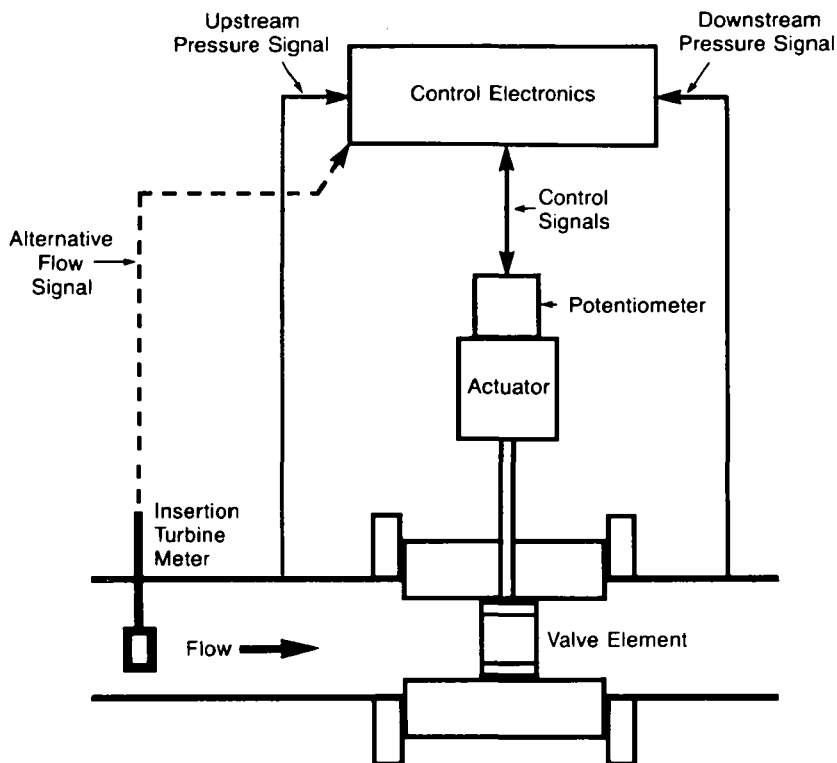 Upstream
Pressure Signal
Downstream
Pressure Signal
Control Electronics
Control
Signals
Alternative
Flow
Signal
Potentiometer
Actuator
Insertion
Turbine
Meter
Flow
Valve Element